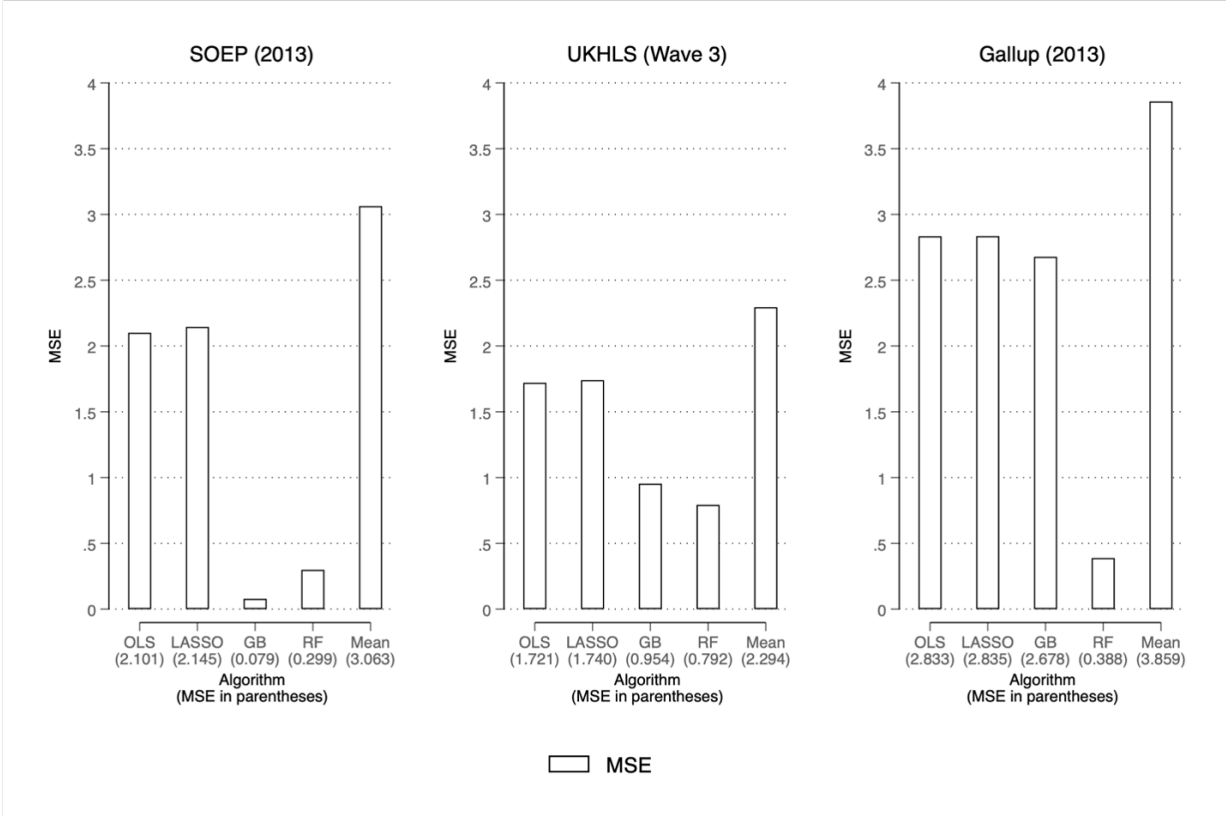 SOEP (2013)
4
3.5
3
2.5
2
1.5
1
.5
0
MSE
OLS LASSO GB RF Mean
(2.101) (2.145) (0.079) (0.299) (3.063)
Algorithm
(MSE in parentheses)
UKHLS (Wave 3)
4
3.5
3
2.5
2
1.5
1
.5
0
MSE
OLS LASSO GB RF Mean
(1.721) (1.740) (0.954) (0.792) (2.294)
Algorithm
(MSE in parentheses)
Gallup (2013)
4
3.5
3
2.5
2
1.5
1
.5
0
MSE
OLS LASSO GB RF Mean
(2.833) (2.835) (2.678) (0.388) (3.859)
Algorithm
(MSE in parentheses)
MSE